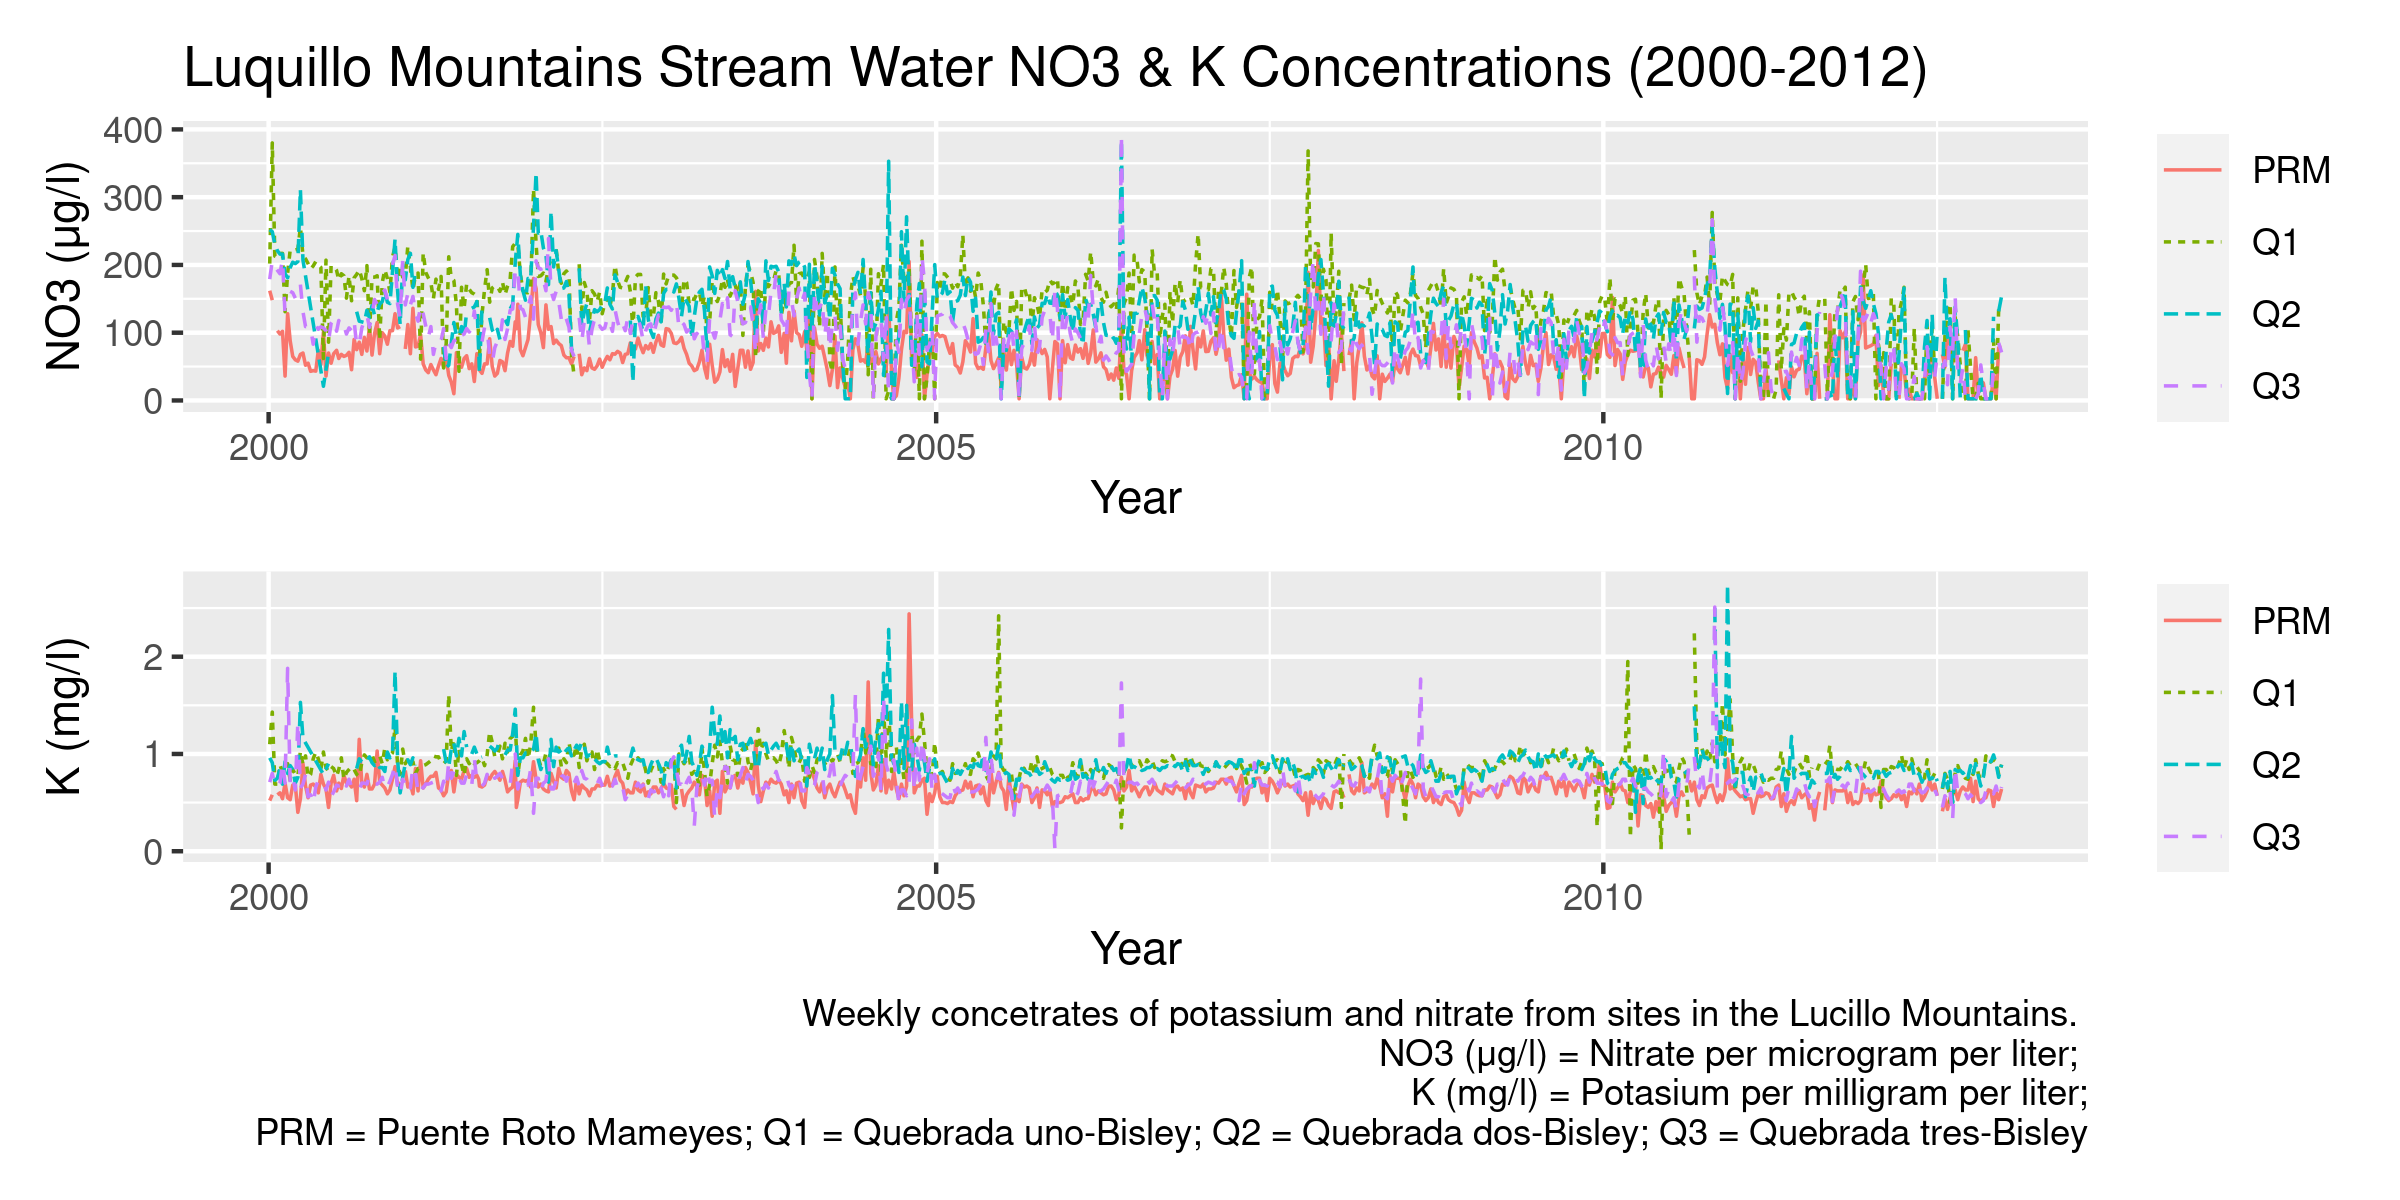 Luquillo Mountains Stream Water NO3 & K Concentrations (2000-2012)
NO3 (µg/l)
400
300
200
100
0
2000
2005
2010
Year
PRM
Q1
Q2
Q3
K (mg/l)
2
1
0
2000
2005
2010
Year
PRM
Q1
Q2
Q3
Weekly concetrates of potassium and nitrate from sites in the Lucillo Mountains.
NO3 (µg/l) = Nitrate per microgram per liter;
K (mg/l) = Potasium per milligram per liter;
PRM = Puente Roto Mameyes; Q1 = Quebrada uno-Bisley; Q2 = Quebrada dos-Bisley; Q3 = Quebrada tres-Bisley